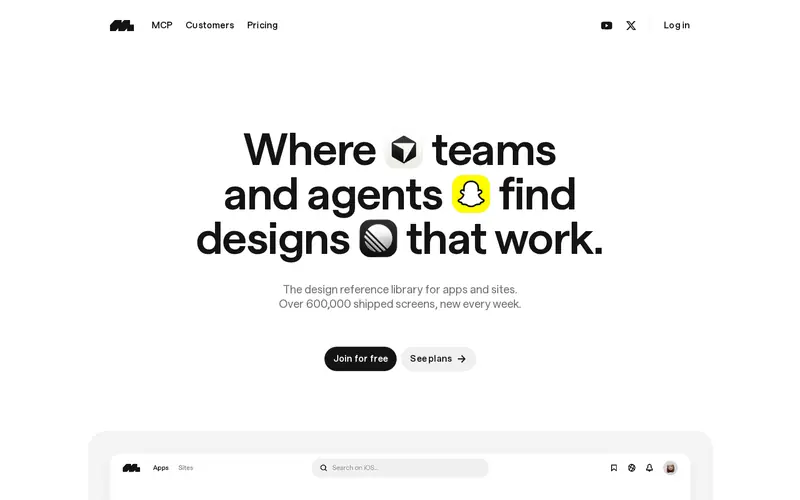 MCP Customers Pricing Log in
Where teams
and agents find
designs that work.
The design reference library for apps and sites.
Over 600,000 shipped screens, new every week.
Join for free See plans →
Apps Sites Search on iOS...